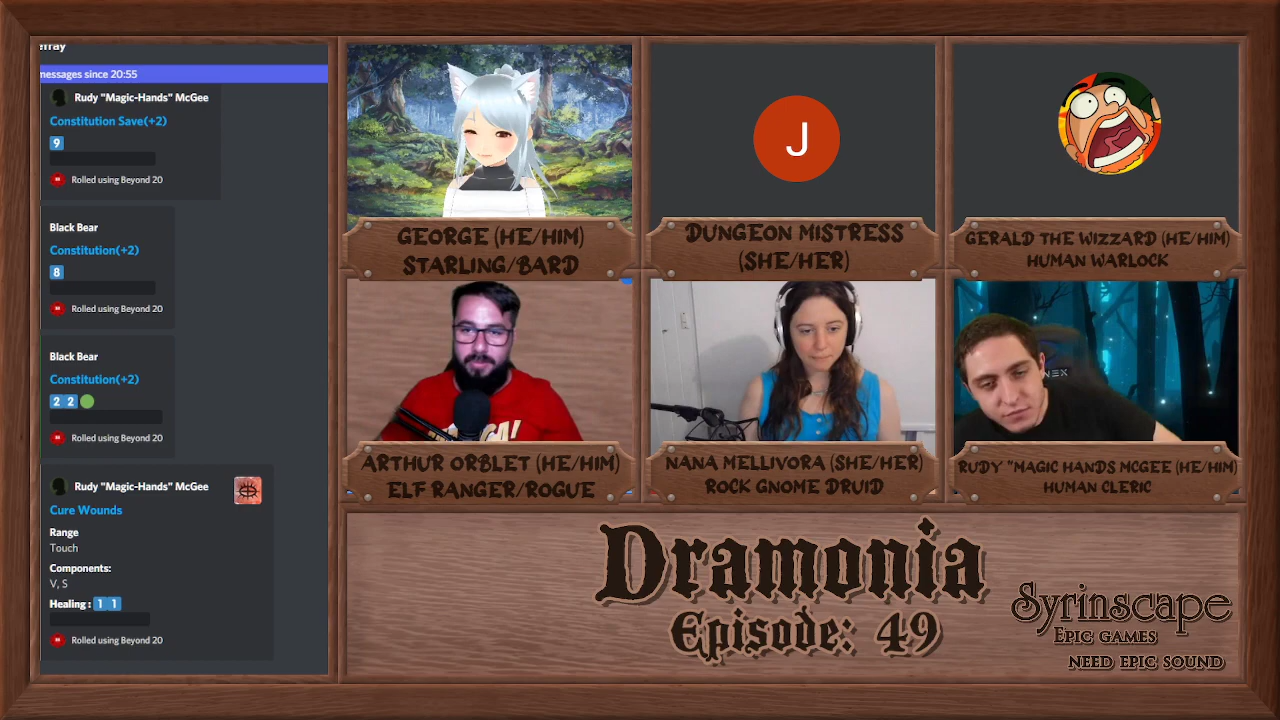 messages since 20:55
Rudy "Magic-Hands" McGee
Constitution Save(+2)
9
Rolled using Beyond 20
Black Bear
Constitution(+2)
8
Rolled using Beyond 20
Black Bear
Constitution(+2)
2 2
Rolled using Beyond 20
Rudy "Magic-Hands" McGee
Cure Wounds
Range
Touch
Components:
V, S
Healing : 1 1
Rolled using Beyond 20
GEORGE (HE/HIM)
STARLING/BARD
J
DUNGEON MISTRESS
(SHE/HER)
GERALD THE WIZZARD (HE/HIM)
HUMAN WARLOCK
ARTHUR ORBLET (HE/HIM)
ELF RANGER/ROGUE
NANA MELLIVORA (SHE/HER)
ROCK GNOME DRUID
RUDY "MAGIC HANDS MCGEE (HE/HIM)
HUMAN CLERIC
Dramonia
Episode: 49
Syrinscape
EPIC GAMES
NEED EPIC SOUND